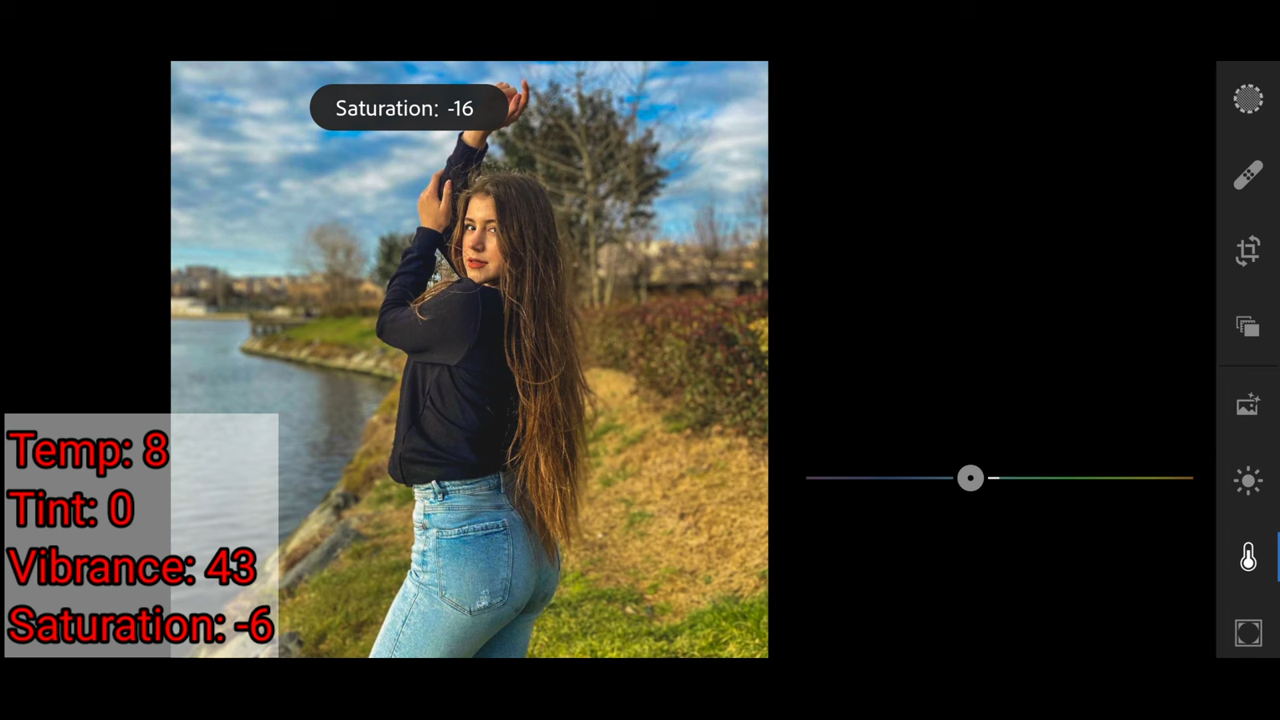 Saturation: -16
Temp: 8
Tint: 0
Vibrance: 43
Saturation: -6